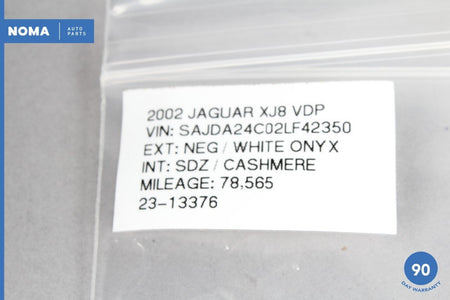 NOMA AUTO PARTS
2002 JAGUAR XJ8 VDP
VIN: SAJDA24C02LF42350
EXT: NEG / WHITE ONYX
INT: SDZ / CASHMERE
MILEAGE: 78,565
23-13376
90
DAY WARRANTY